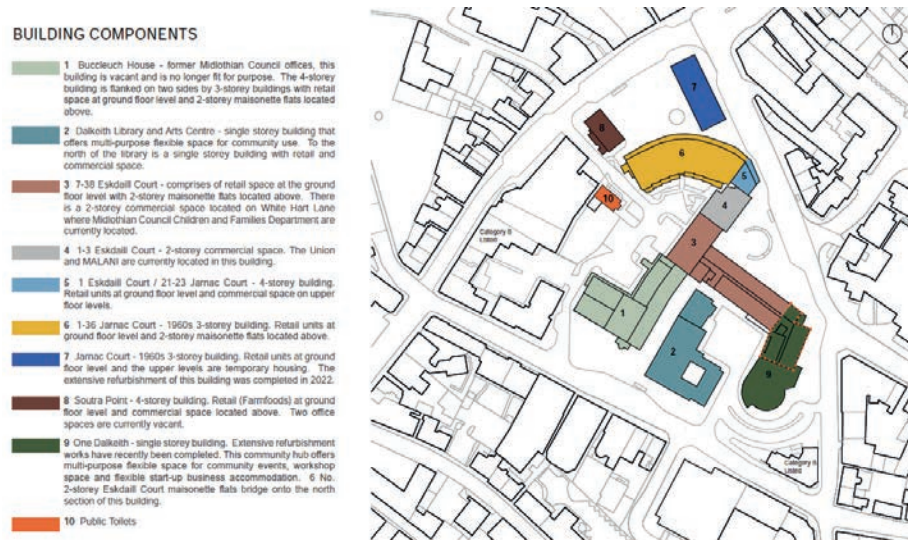 BUILDING COMPONENTS
1 Buccleuch House - former Midlothian Council offices, this
building is vacant and is no longer fit for purpose. The 4-storey
building is flanked on two sides by 3-storey buildings with retail
space at ground floor level and 2-storey maisonette flats located
above.
2 Dalkeith Library and Arts Centre - single storey building that
offers multi-purpose flexible space for community use. To the
north of the library is a single storey building with retail and
commercial space.
3 7-38 Eskdaill Court - comprises of retail space at the ground
floor level with 2-storey maisonette flats located above. There
is a 2-storey commercial space located on White Hart Lane
where Midlothian Council Children and Families Department are
currently located.
4 1-3 Eskdaill Court - 2-storey commercial space. The Union
and MALANI are currently located in this building.
5 1 Eskdaill Court / 21-23 Jarnac Court - 4-storey building.
Retail units at ground floor level and commercial space on upper
floor levels.
6 1-36 Jarnac Court - 1960s 3-storey building. Retail units at
ground floor level and 2-storey maisonette flats located above.
7 Jarnac Court - 1960s 3-storey building. Retail units at ground
floor level and the upper levels are temporary housing. The
extensive refurbishment of this building was completed in 2022.
8 Soutra Point - 4-storey building. Retail (Farmfoods) at ground
floor level and commercial space located above. Two office
spaces are currently vacant.
9 One Dalkeith - single storey building. Extensive refurbishment
works have recently been completed. This community hub offers
multi-purpose flexible space for community events, workshop
space and flexible start-up business accommodation. 6 No.
2-storey Eskdaill Court maisonette flats bridge onto the north
section of this building.
10 Public Toilets
7
8
6
5
10
4
Category B
Listed
3
1
2
9
Category B
Listed